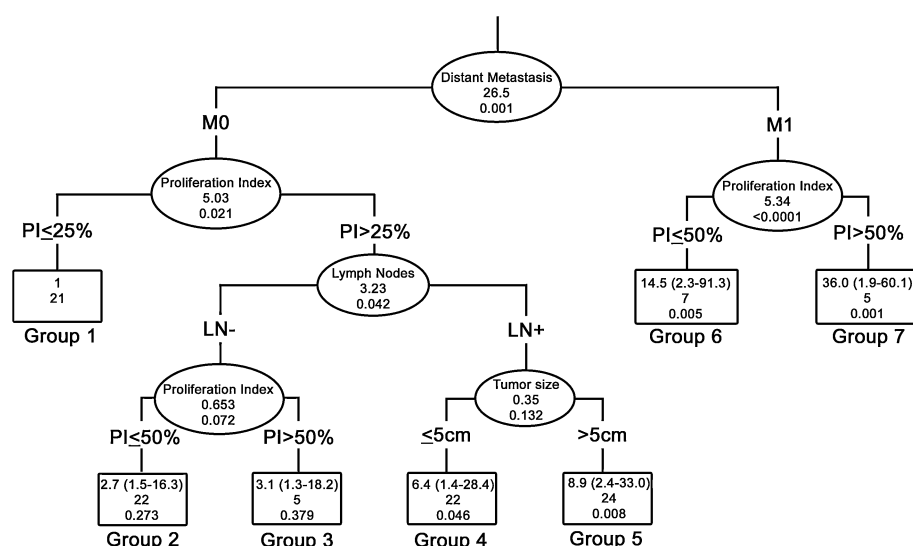 Distant Metastasis
26.5
0.001
M0
M1
Proliferation Index
5.03
0.021
Proliferation Index
5.34
<0.0001
PI≤25%
PI>25%
PI≤50%
PI>50%
1
21
Group 1
Lymph Nodes
3.23
0.042
14.5 (2.3-91.3)
7
0.005
Group 6
36.0 (1.9-60.1)
5
0.001
Group 7
LN-
LN+
Proliferation Index
0.653
0.072
Tumor size
0.35
0.132
PI≤50%
PI>50%
≤5cm
>5cm
2.7 (1.5-16.3)
22
0.273
Group 2
3.1 (1.3-18.2)
5
0.379
Group 3
6.4 (1.4-28.4)
22
0.046
Group 4
8.9 (2.4-33.0)
24
0.008
Group 5